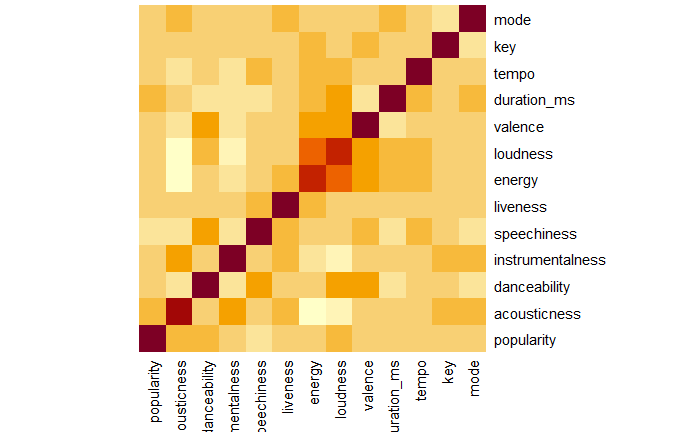 mode
key
tempo
duration_ms
valence
loudness
energy
liveness
speechiness
instrumentalness
danceability
acousticness
popularity
popularity
ousticness
danceability
mentalness
peechiness
liveness
energy
loudness
valence
uration_ms
tempo
key
mode